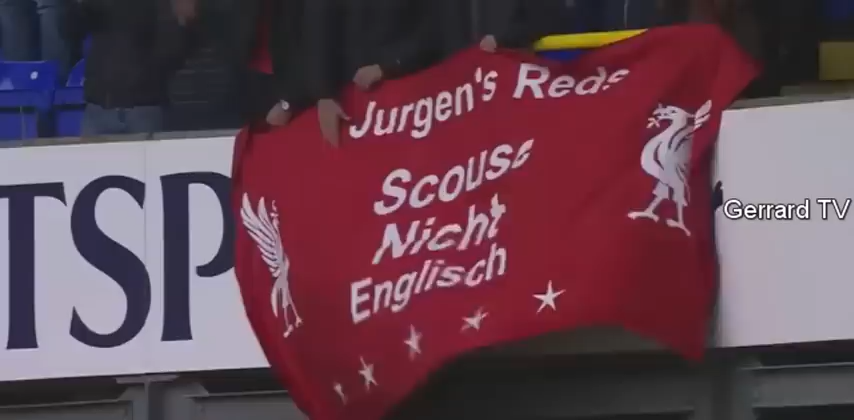 Jurgen's Reds
Scouse
Nicht
Englisch
TSP
Gerrard TV